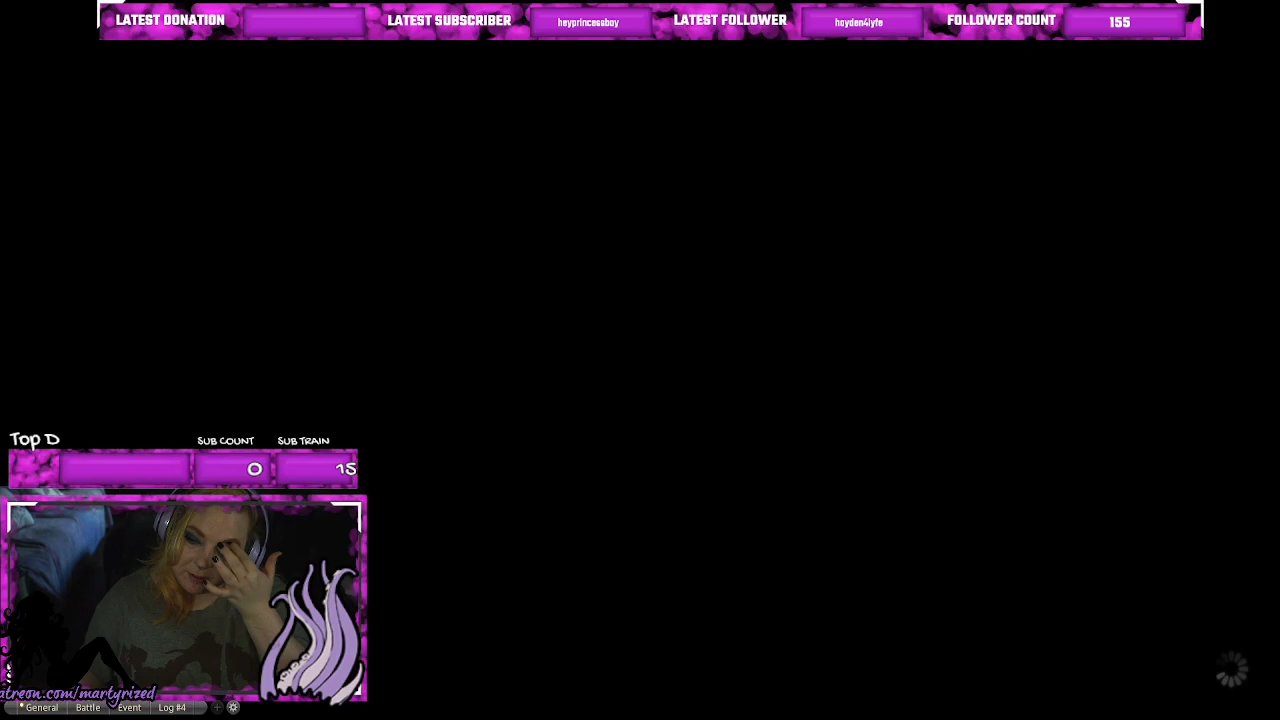 LATEST DONATION
LATEST SUBSCRIBER heyprincessboy
LATEST FOLLOWER hayden4lyfe
FOLLOWER COUNT 155
Top D
SUB COUNT SUB TRAIN
0 15
atreon.com/martyrized
General Battle Event Log #4